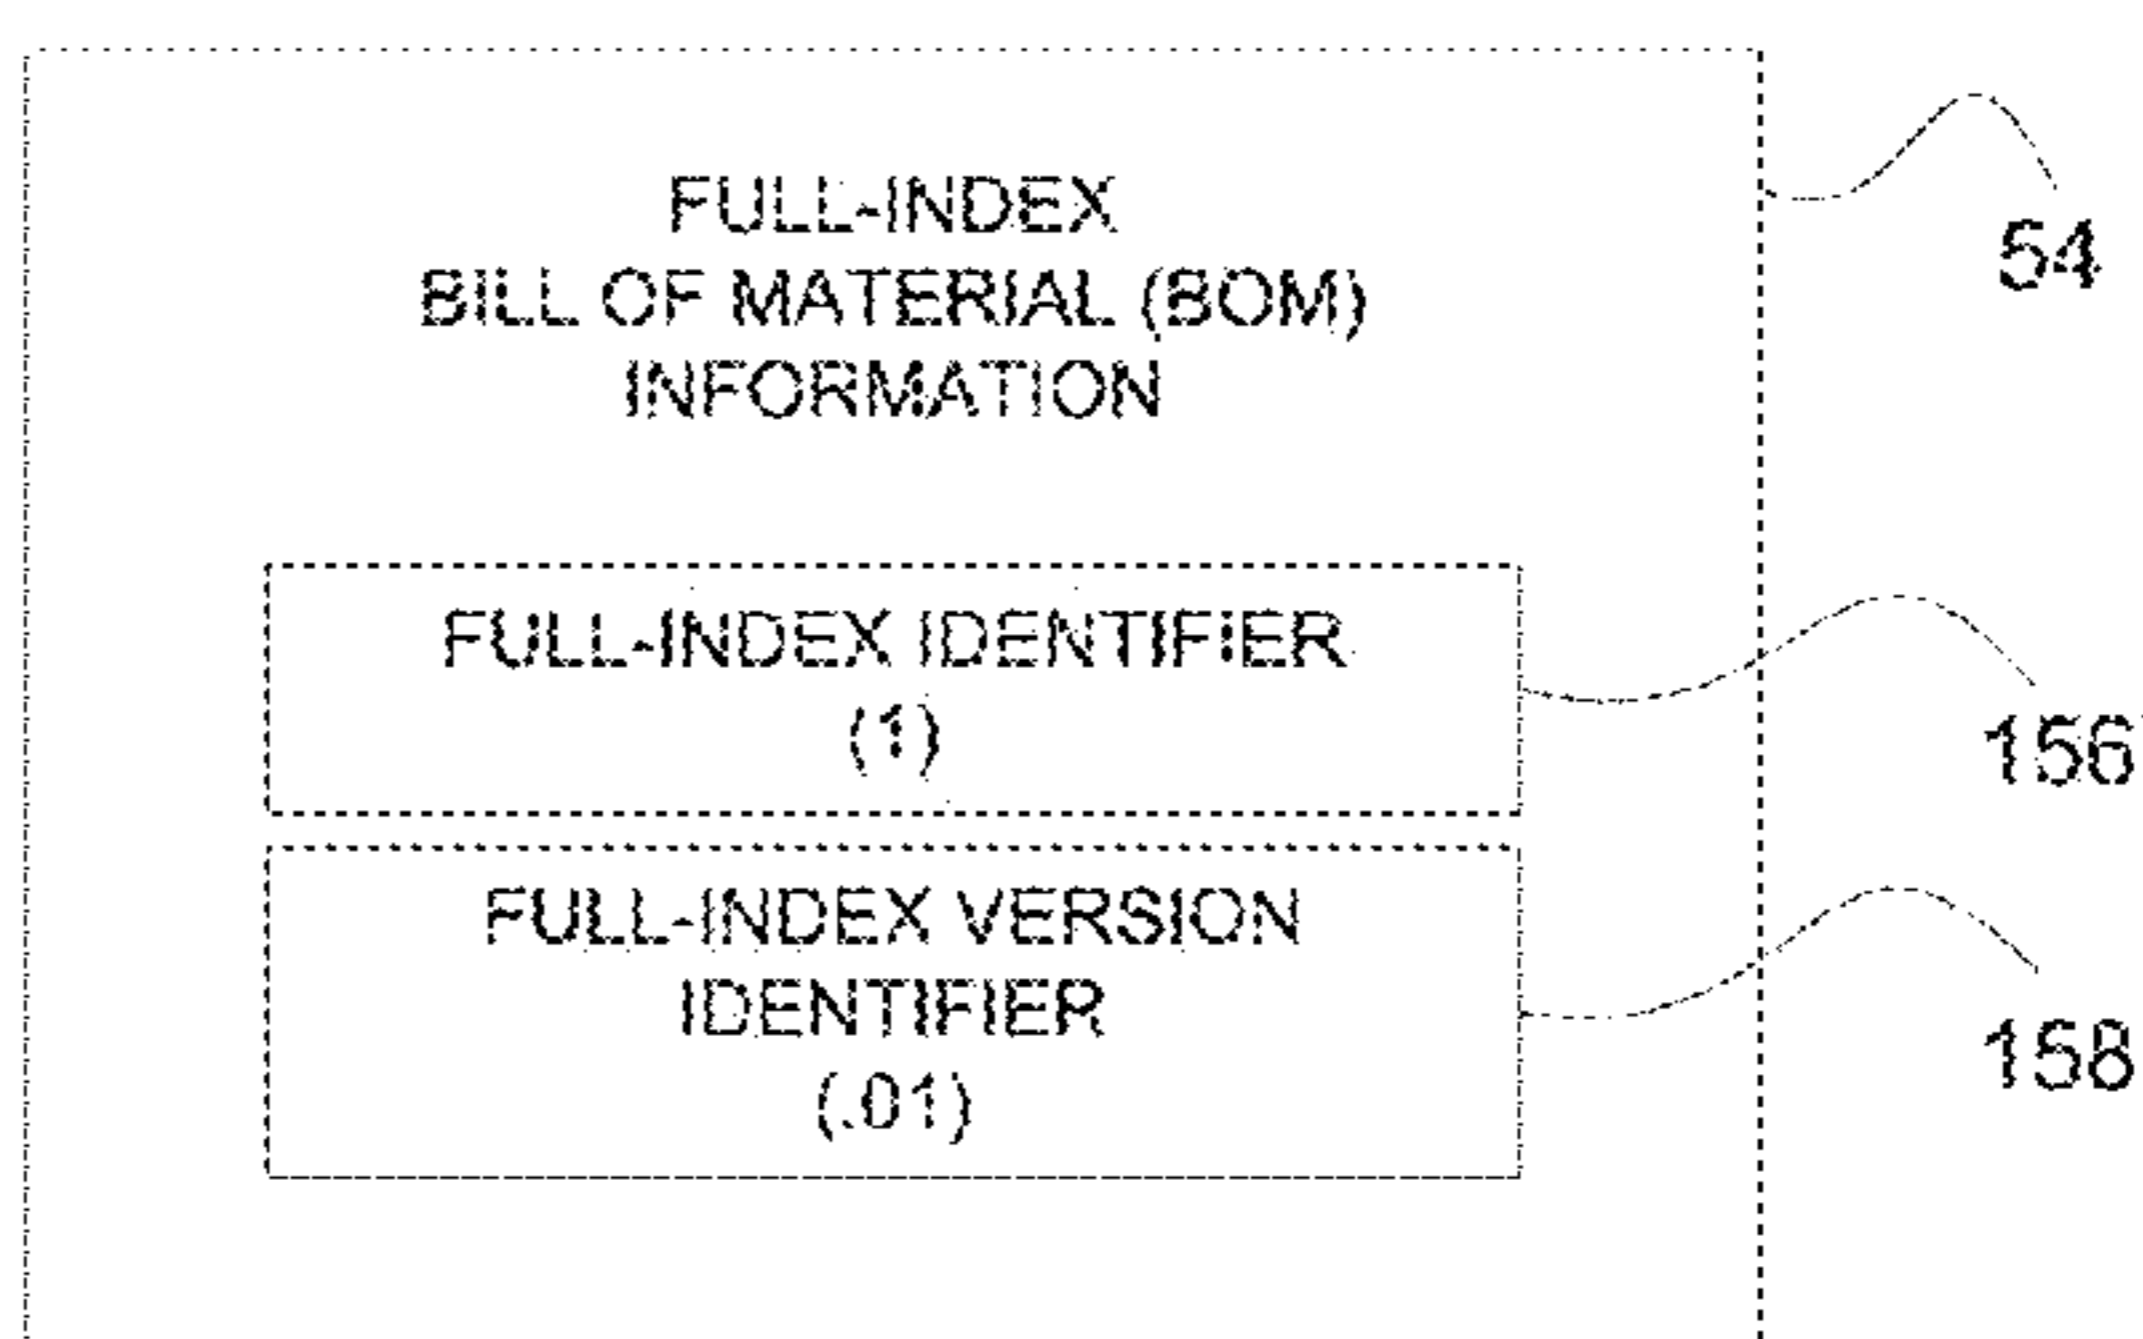 FULL-INDEX
BILL OF MATERIAL (BOM)
INFORMATION
54
FULL-INDEX IDENTIFIER
(1)
156
FULL-INDEX VERSION
IDENTIFIER
(.01)
158